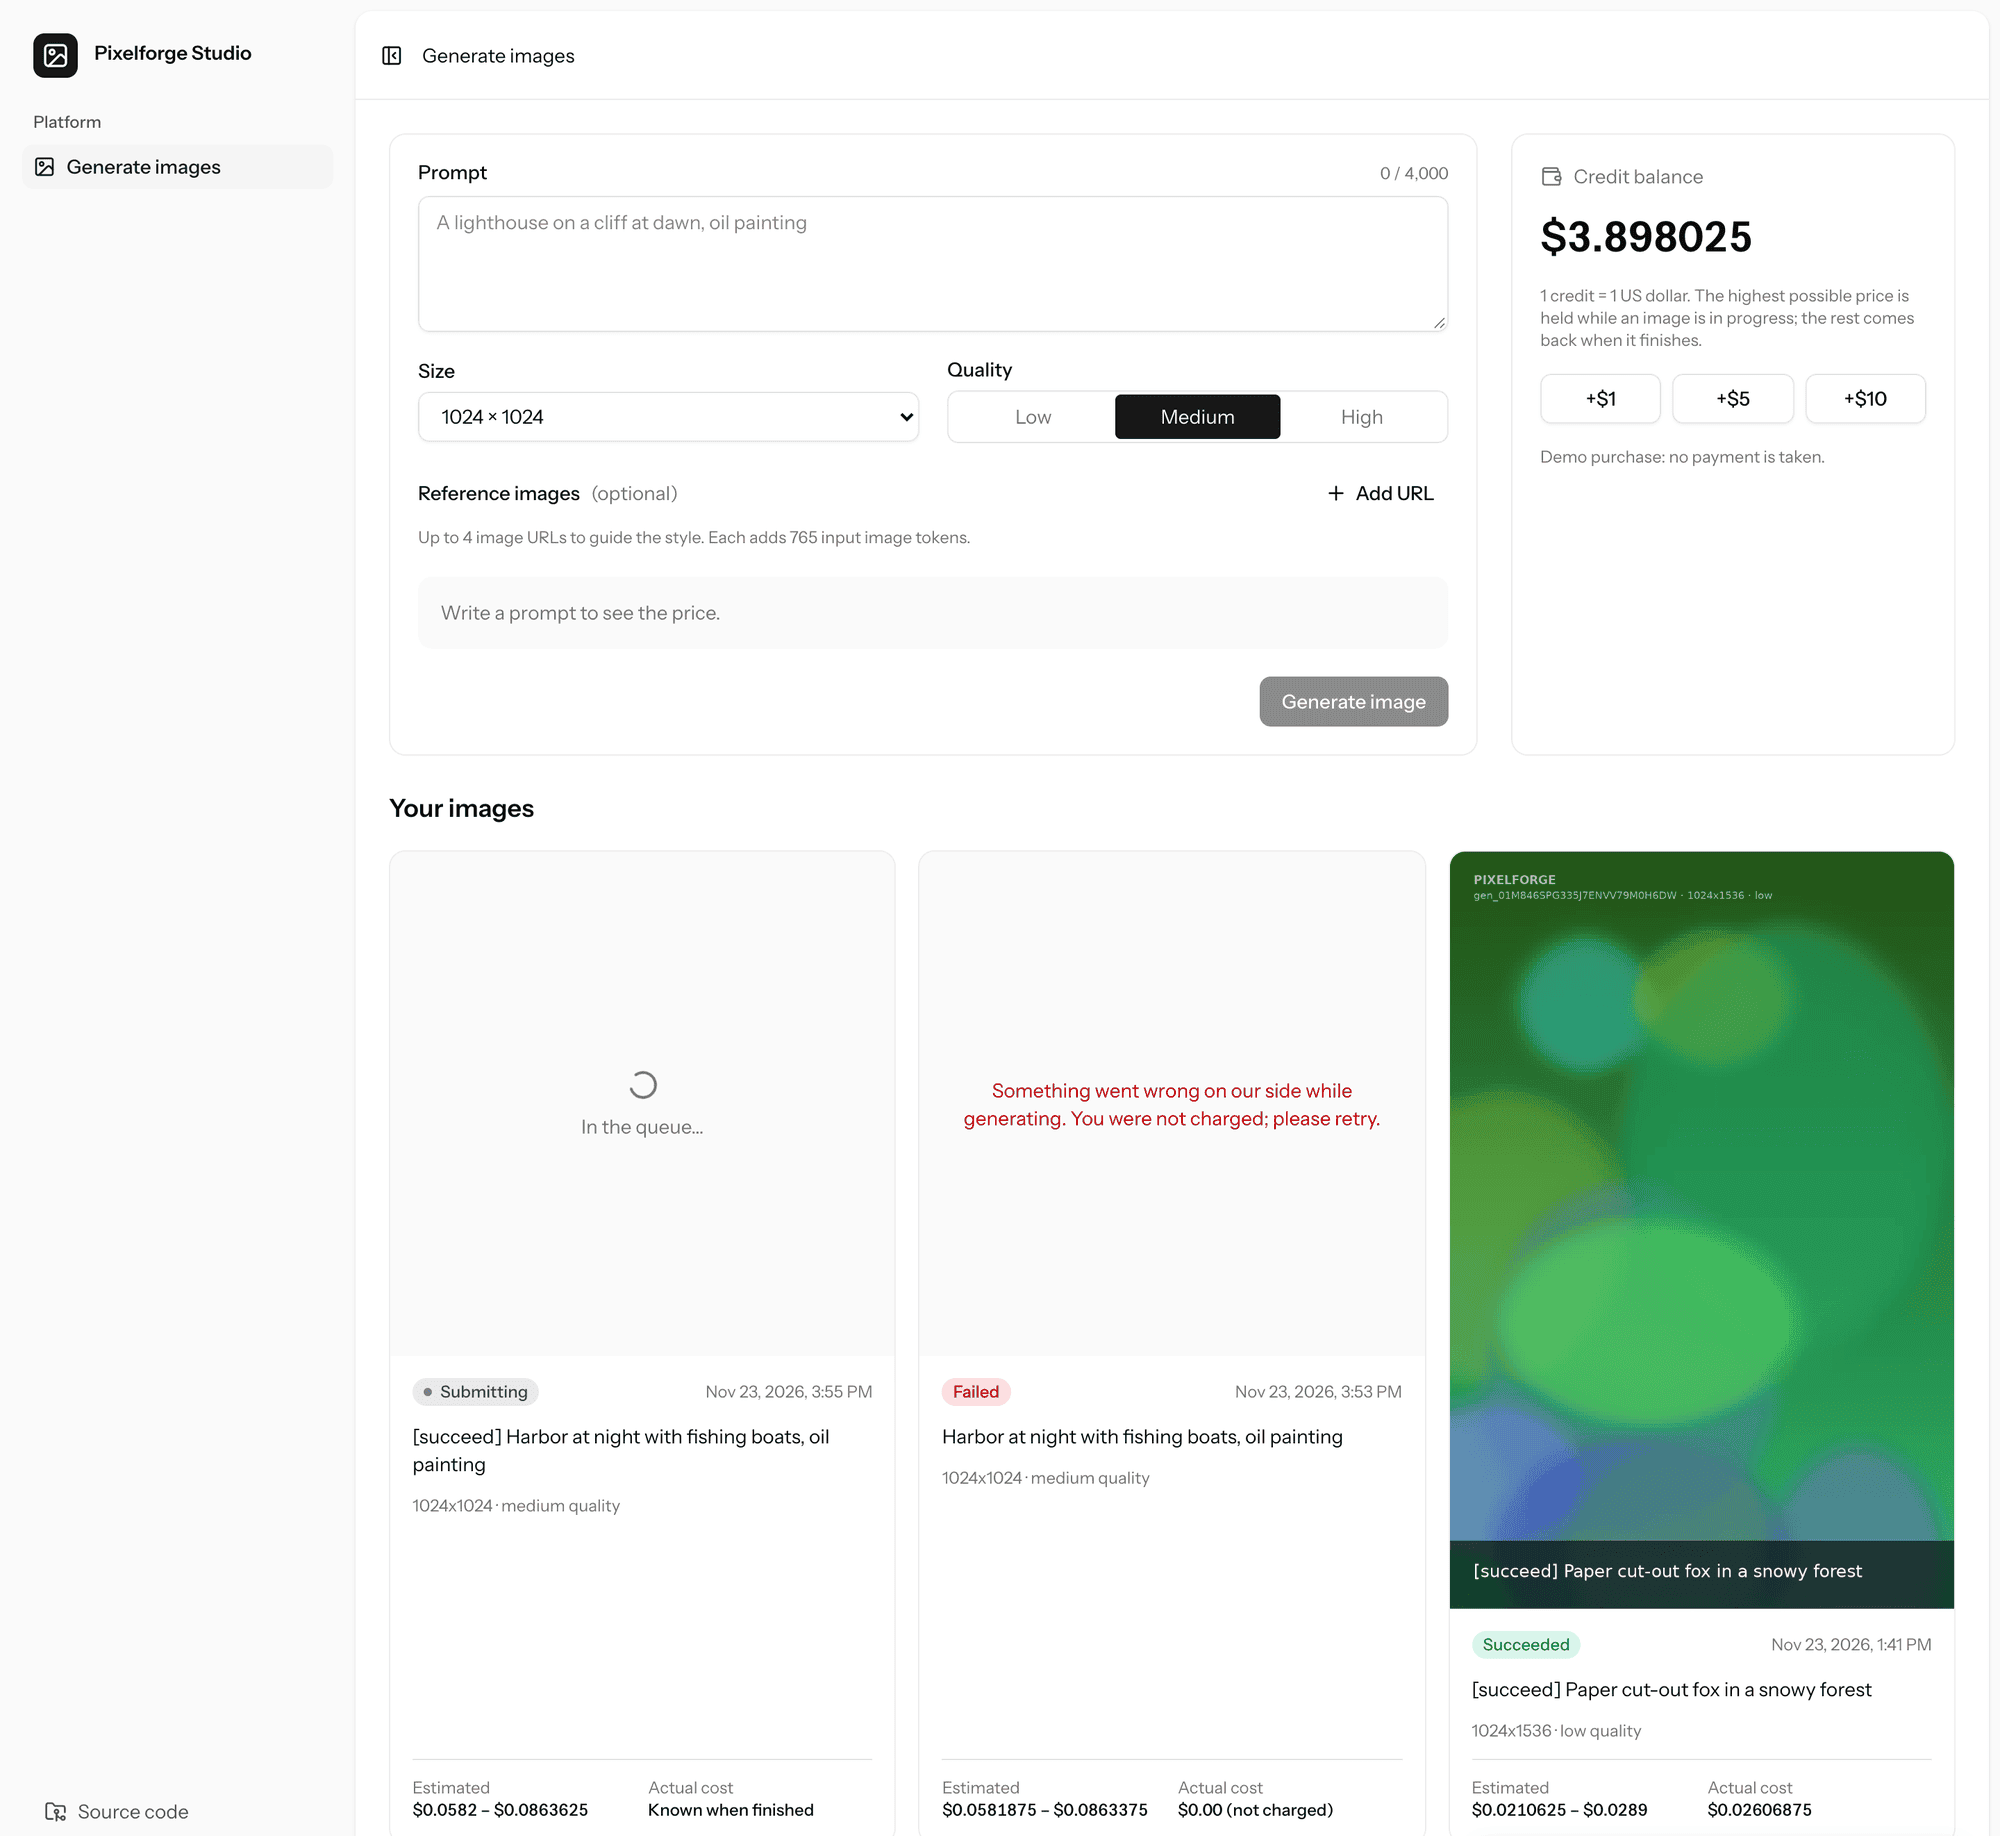 Pixelforge Studio
Platform
Generate images
Source code
Generate images
Prompt
0 / 4,000
A lighthouse on a cliff at dawn, oil painting
Size
1024 × 1024
Quality
Low
Medium
High
Reference images (optional)
+ Add URL
Up to 4 image URLs to guide the style. Each adds 765 input image tokens.
Write a prompt to see the price.
Generate image
Credit balance
$3.898025
1 credit = 1 US dollar. The highest possible price is
held while an image is in progress; the rest comes
back when it finishes.
+$1
+$5
+$10
Demo purchase: no payment is taken.
Your images
In the queue...
Submitting
Nov 23, 2026, 3:55 PM
[succeed] Harbor at night with fishing boats, oil
painting
1024x1024 · medium quality
Estimated
$0.0582 – $0.0863625
Actual cost
Known when finished
Something went wrong on our side while
generating. You were not charged; please retry.
Failed
Nov 23, 2026, 3:53 PM
Harbor at night with fishing boats, oil painting
1024x1024 · medium quality
Estimated
$0.0581875 – $0.0863375
Actual cost
$0.00 (not charged)
PIXELFORGE
gen_01M846SPG335J7ENVV79M0H6DW · 1024x1536 · low
[succeed] Paper cut-out fox in a snowy forest
Succeeded
Nov 23, 2026, 1:41 PM
[succeed] Paper cut-out fox in a snowy forest
1024x1536 · low quality
Estimated
$0.0210625 – $0.0289
Actual cost
$0.02606875